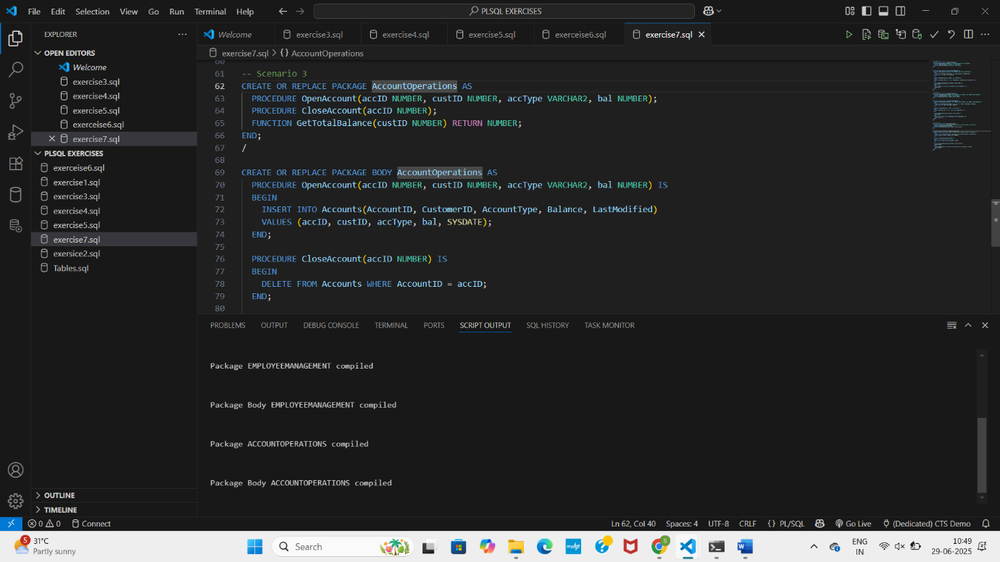 File Edit Selection View Go Run Terminal Help
PLSQL EXERCISES
EXPLORER
Welcome
exercise3.sql
exercise4.sql
exercise5.sql
exerceise6.sql
exercise7.sql
exercise7.sql > {} AccountOperations
OPEN EDITORS
Welcome
exercise3.sql
exercise4.sql
exercise5.sql
exerceise6.sql
exercise7.sql
PLSQL EXERCISES
exerceise6.sql
exercise1.sql
exercise3.sql
exercise4.sql
exercise5.sql
exercise7.sql
exersice2.sql
Tables.sql
OUTLINE
TIMELINE
60
61 -- Scenario 3
62 CREATE OR REPLACE PACKAGE AccountOperations AS
63 PROCEDURE OpenAccount(accID NUMBER, custID NUMBER, accType VARCHAR2, bal NUMBER);
64 PROCEDURE CloseAccount(accID NUMBER);
65 FUNCTION GetTotalBalance(custID NUMBER) RETURN NUMBER;
66 END;
67 /
68
69 CREATE OR REPLACE PACKAGE BODY AccountOperations AS
70 PROCEDURE OpenAccount(accID NUMBER, custID NUMBER, accType VARCHAR2, bal NUMBER) IS
71 BEGIN
72 INSERT INTO Accounts(AccountID, CustomerID, AccountType, Balance, LastModified)
73 VALUES (accID, custID, accType, bal, SYSDATE);
74 END;
75
76 PROCEDURE CloseAccount(accID NUMBER) IS
77 BEGIN
78 DELETE FROM Accounts WHERE AccountID = accID;
79 END;
80
PROBLEMS OUTPUT DEBUG CONSOLE TERMINAL PORTS SCRIPT OUTPUT SQL HISTORY TASK MONITOR
Package EMPLOYEEMANAGEMENT compiled
Package Body EMPLOYEEMANAGEMENT compiled
Package ACCOUNTOPERATIONS compiled
Package Body ACCOUNTOPERATIONS compiled
0 0 Connect
Ln 62, Col 40 Spaces: 4 UTF-8 CRLF {} PL/SQL Go Live (Dedicated) CTS Demo
5
31°C
Partly sunny
Search
myhp
S
ENG
IN
10:49
29-06-2025